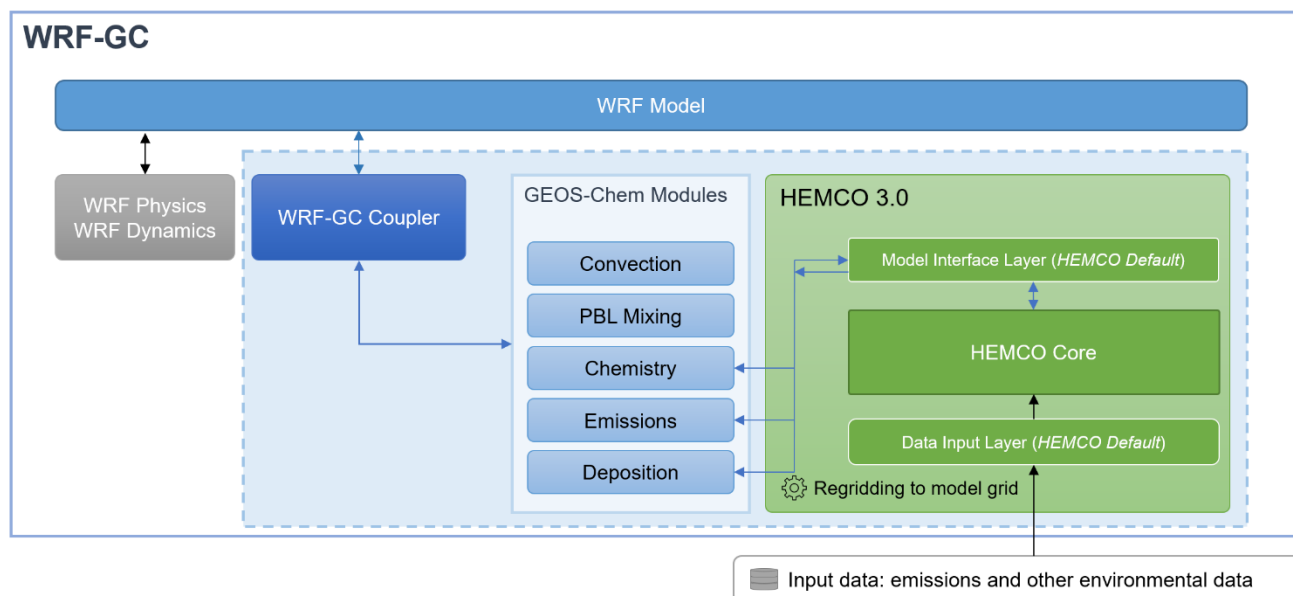 WRF-GC
WRF Model
WRF Physics
WRF Dynamics
WRF-GC Coupler
GEOS-Chem Modules
Convection
PBL Mixing
Chemistry
Emissions
Deposition
HEMCO 3.0
Model Interface Layer (HEMCO Default)
HEMCO Core
Data Input Layer (HEMCO Default)
Regridding to model grid
Input data: emissions and other environmental data